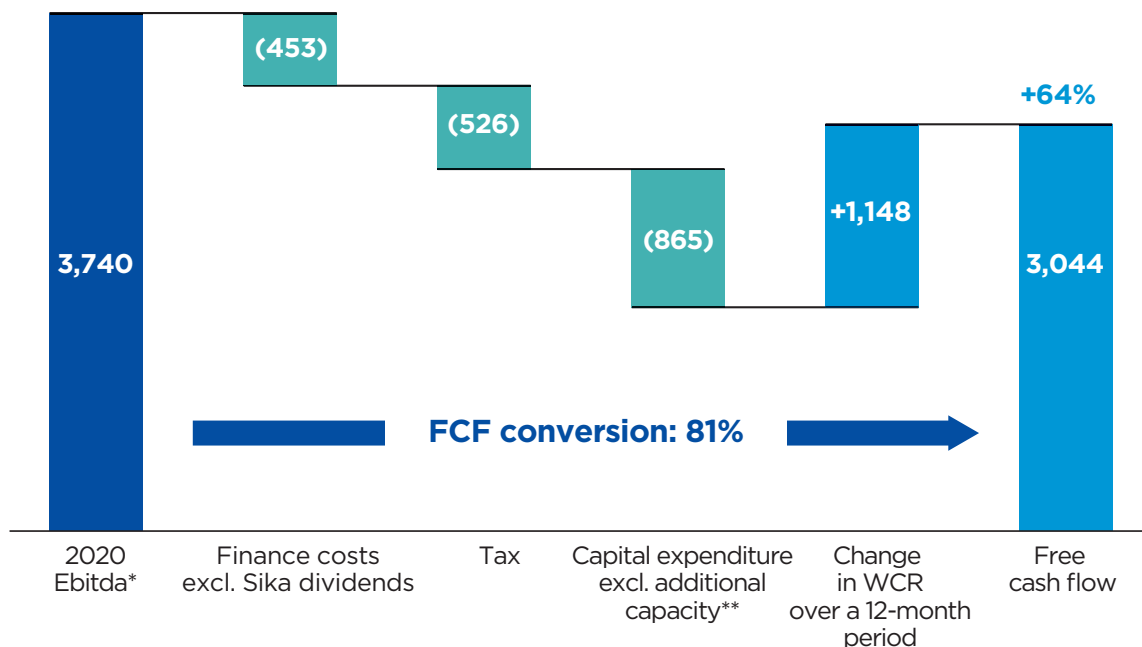 (453)
+64%
(526)
+1,148
(865)
3,740
3,044
FCF conversion: 81%
2020
Ebitda*
Finance costs
excl. Sika dividends
Tax
Capital expenditure
excl. additional
capacity**
Change
in WCR
over a 12-month
period
Free
cash flow